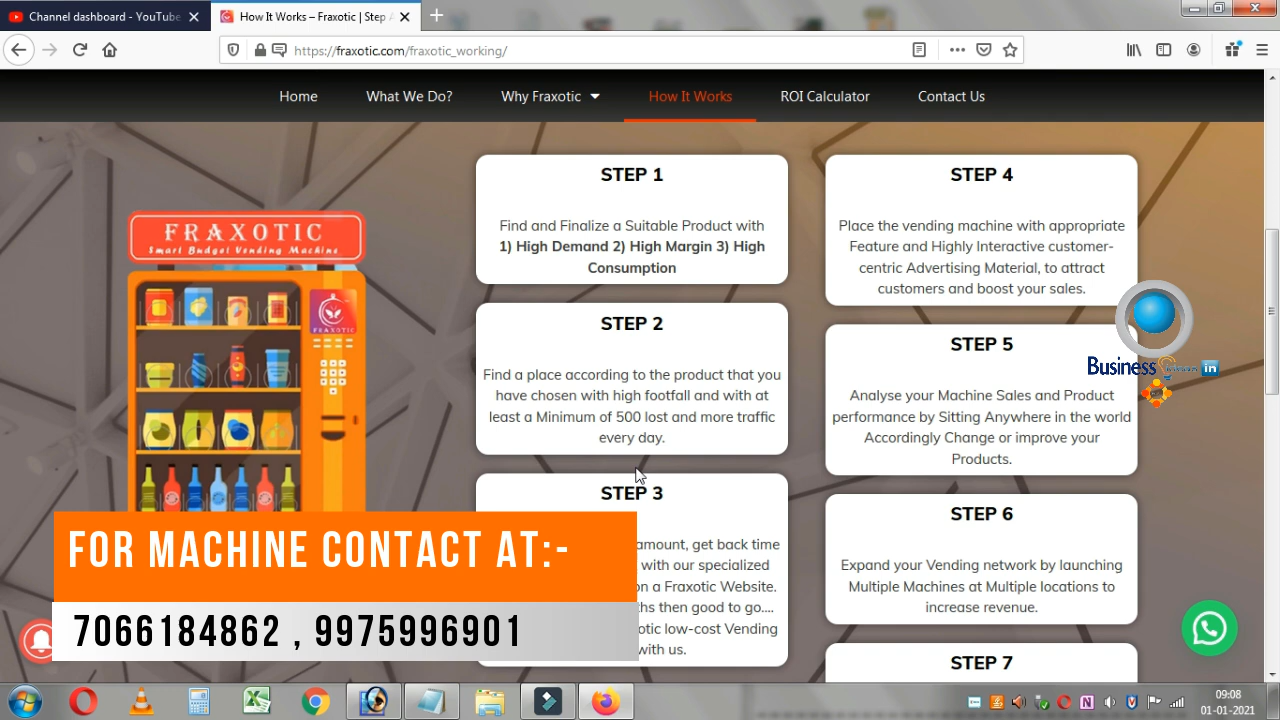 Channel dashboard - YouTube
How It Works – Fraxotic | Step
https://fraxotic.com/fraxotic_working/
Home
What We Do?
Why Fraxotic
How It Works
ROI Calculator
Contact Us
FRAXOTIC
Smart Budget Vending Machine
FRAXOTIC
STEP 1
Find and Finalize a Suitable Product with
1) High Demand 2) High Margin 3) High
Consumption
STEP 2
Find a place according to the product that you
have chosen with high footfall and with at
least a Minimum of 500 lost and more traffic
every day.
STEP 3
amount, get back time
with our specialized
on a Fraxotic Website.
then good to go....
low-cost Vending
with us.
STEP 4
Place the vending machine with appropriate
Feature and Highly Interactive customer-
centric Advertising Material, to attract
customers and boost your sales.
STEP 5
Analyse your Machine Sales and Product
performance by Sitting Anywhere in the world
Accordingly Change or improve your
Products.
STEP 6
Expand your Vending network by launching
Multiple Machines at Multiple locations to
increase revenue.
STEP 7
Business
in
FOR MACHINE CONTACT AT:-
7066184862 , 9975996901
09:08
01-01-2021